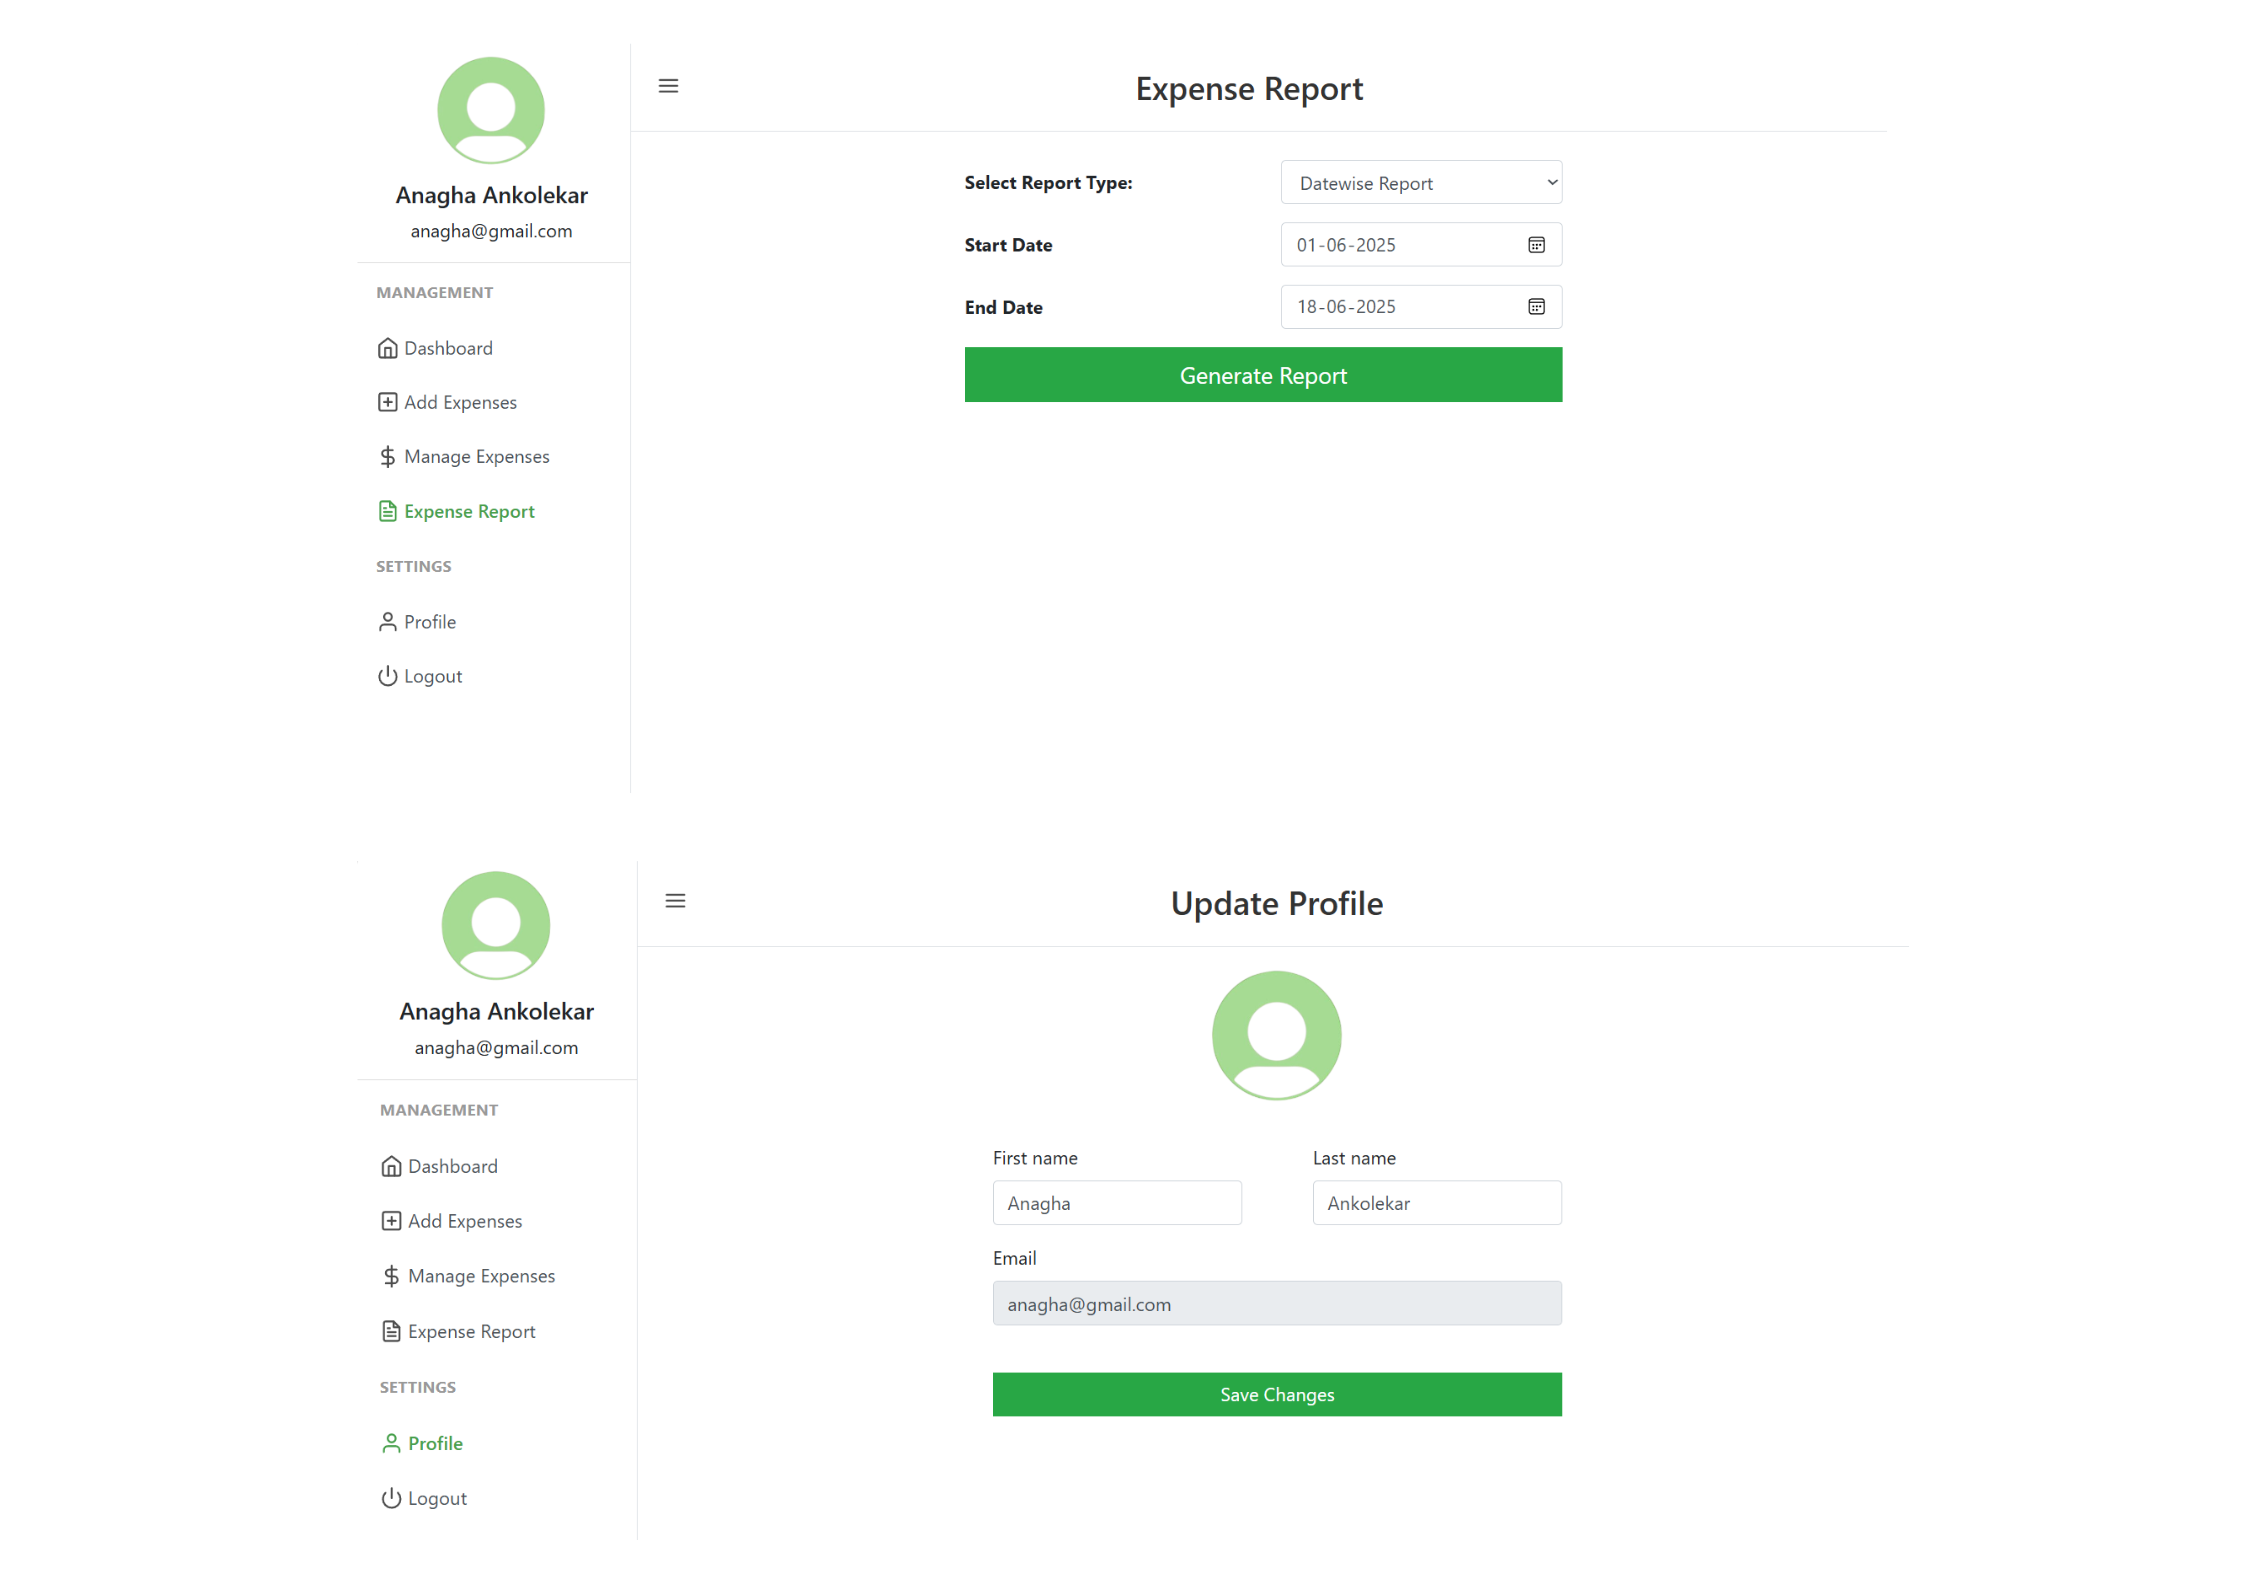 Anagha Ankolekar
anagha@gmail.com
MANAGEMENT
Dashboard
Add Expenses
Manage Expenses
Expense Report
SETTINGS
Profile
Logout
Expense Report
Select Report Type: Datewise Report
Start Date 01-06-2025
End Date 18-06-2025
Generate Report
Anagha Ankolekar
anagha@gmail.com
MANAGEMENT
Dashboard
Add Expenses
Manage Expenses
Expense Report
SETTINGS
Profile
Logout
Update Profile
First name Last name
Anagha Ankolekar
Email
anagha@gmail.com
Save Changes